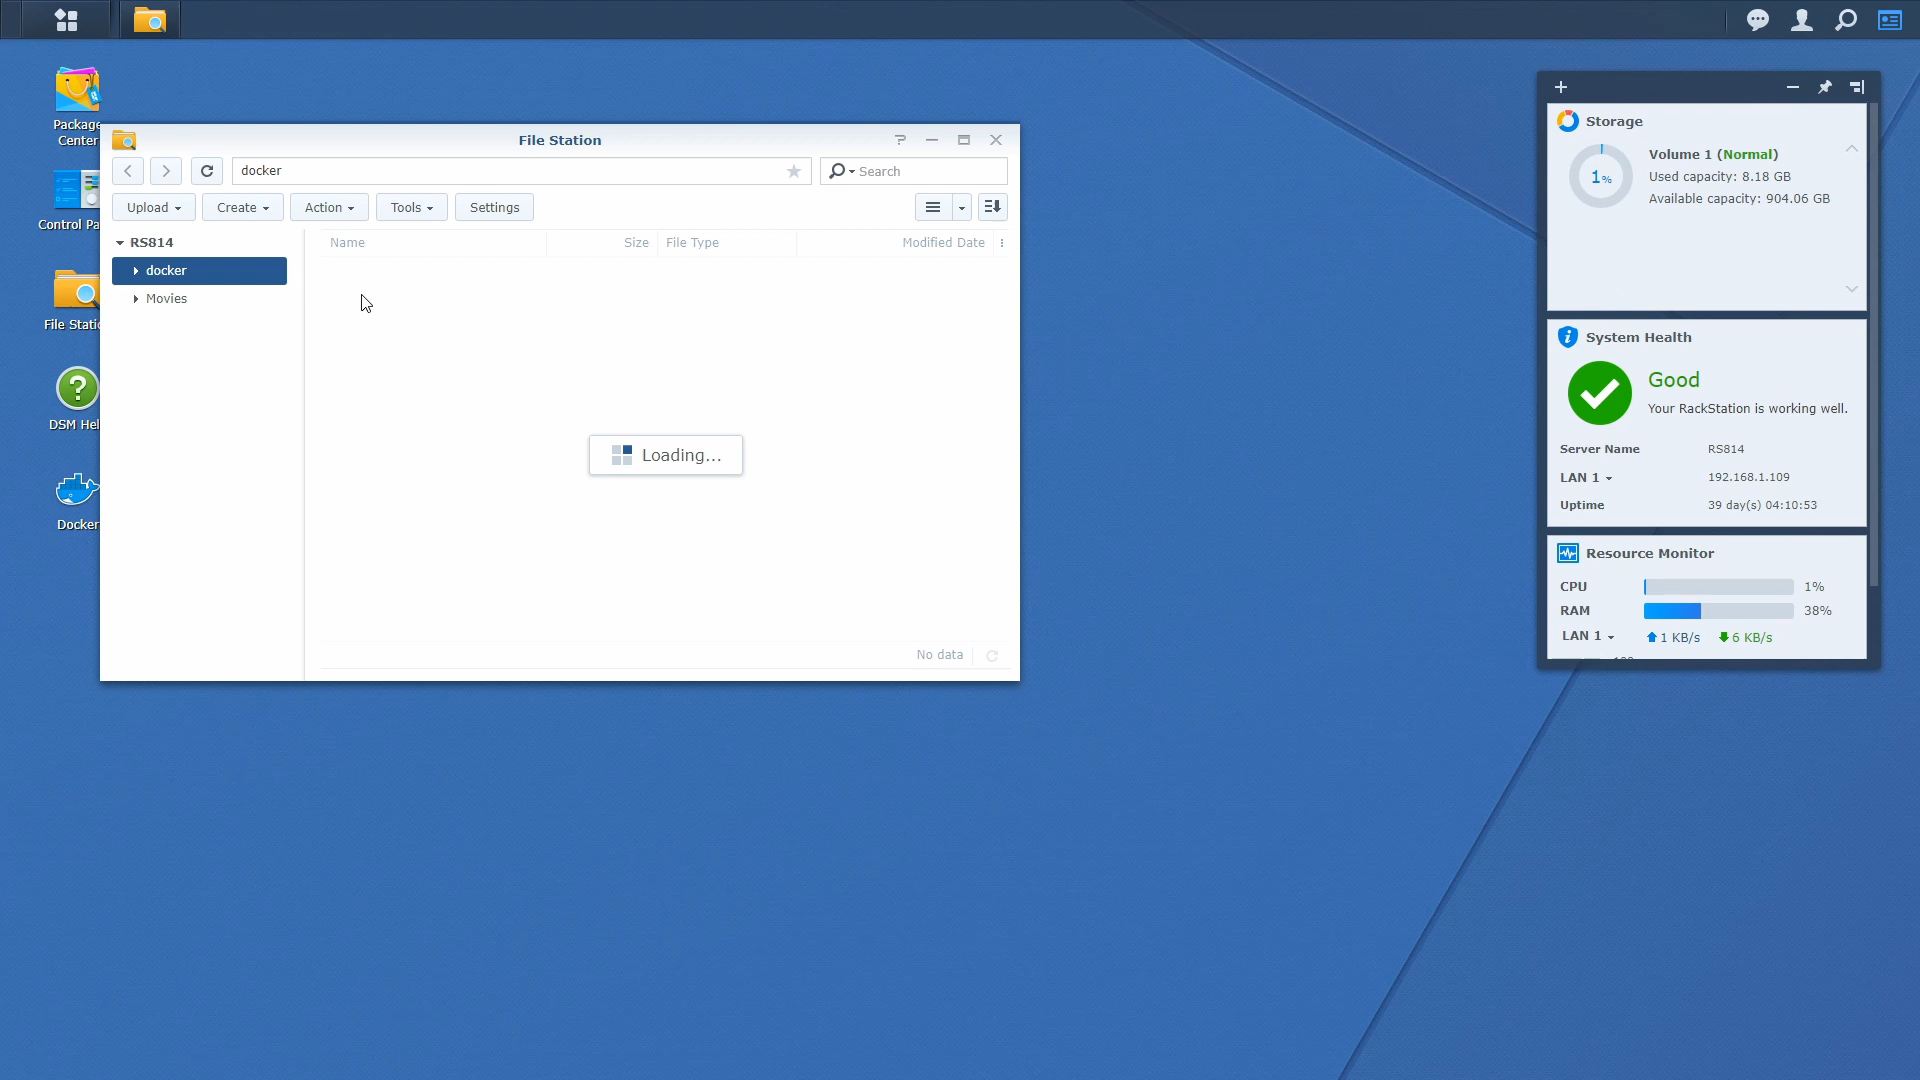 Package
Center
Control Pa
File Static
DSM Hel
Docker
File Station
docker
Search
Upload
Create
Action
Tools
Settings
RS814
docker
Movies
Name Size File Type Modified Date
Loading...
No data
Storage
1%
Volume 1 (Normal)
Used capacity: 8.18 GB
Available capacity: 904.06 GB
System Health
Good
Your RackStation is working well.
Server Name RS814
LAN 1 192.168.1.109
Uptime 39 day(s) 04:10:53
Resource Monitor
CPU 1%
RAM 38%
LAN 1 1 KB/s 6 KB/s